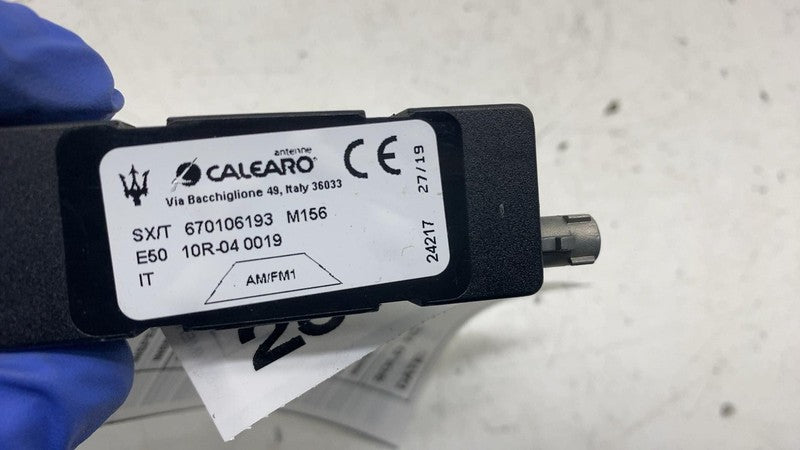 antenne
CALEARO
CE
Via Bacchiglione 49, Italy 36033
SX/T 670106193 M156
E50 10R-04 0019
IT
AM/FM1
24217 27/19